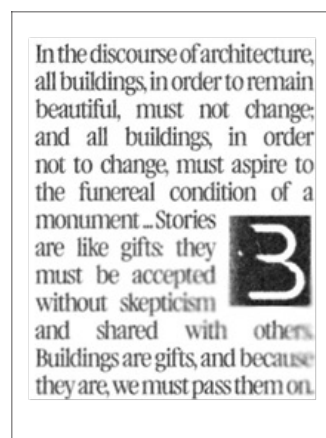 In the discourse of architecture,
all buildings, in order to remain
beautiful, must not change;
and all buildings, in order
not to change, must aspire to
the funereal condition of a
monument ... Stories
are like gifts: they
must be accepted
without skepticism
and shared with others.
Buildings are gifts, and because
they are, we must pass them on.
3